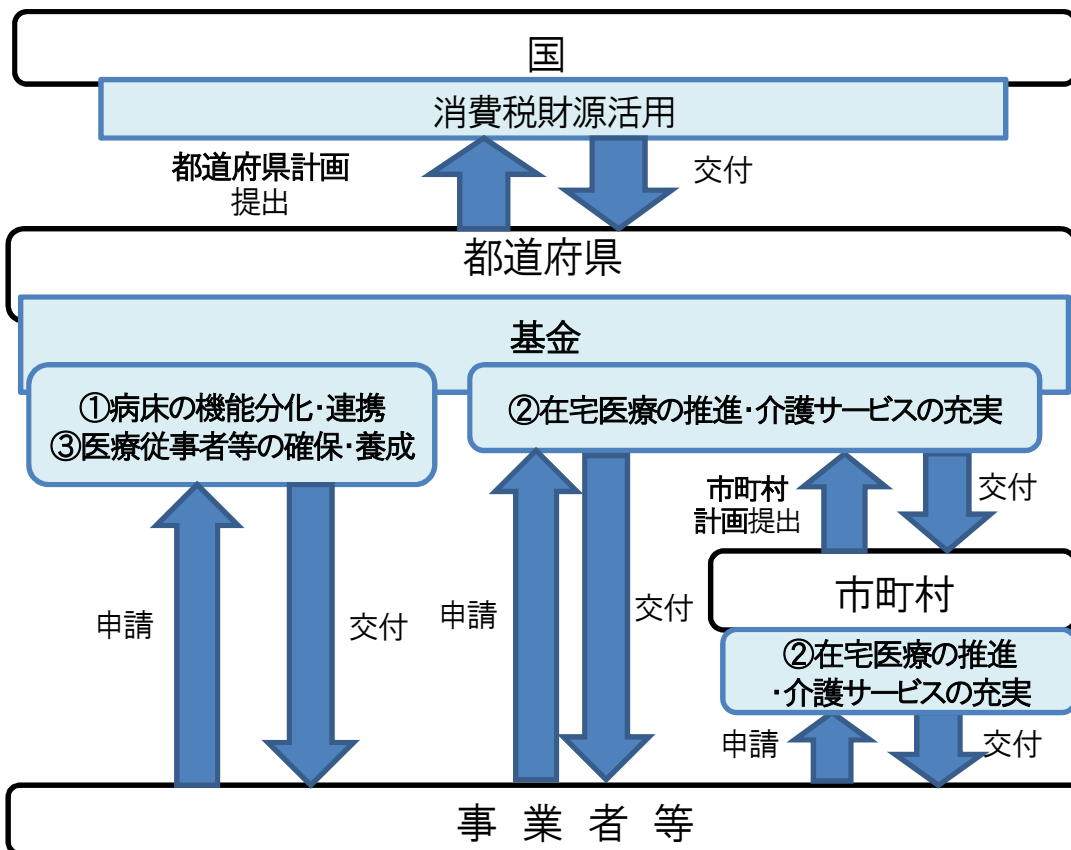 国
消費税財源活用
都道府県計画
提出
交付
都道府県
基金
①病床の機能分化・連携
③医療従事者等の確保・養成
②在宅医療の推進・介護サービスの充実
市町村
計画提出
交付
市町村
②在宅医療の推進
・介護サービスの充実
申請
交付
申請
交付
申請
交付
事業者等